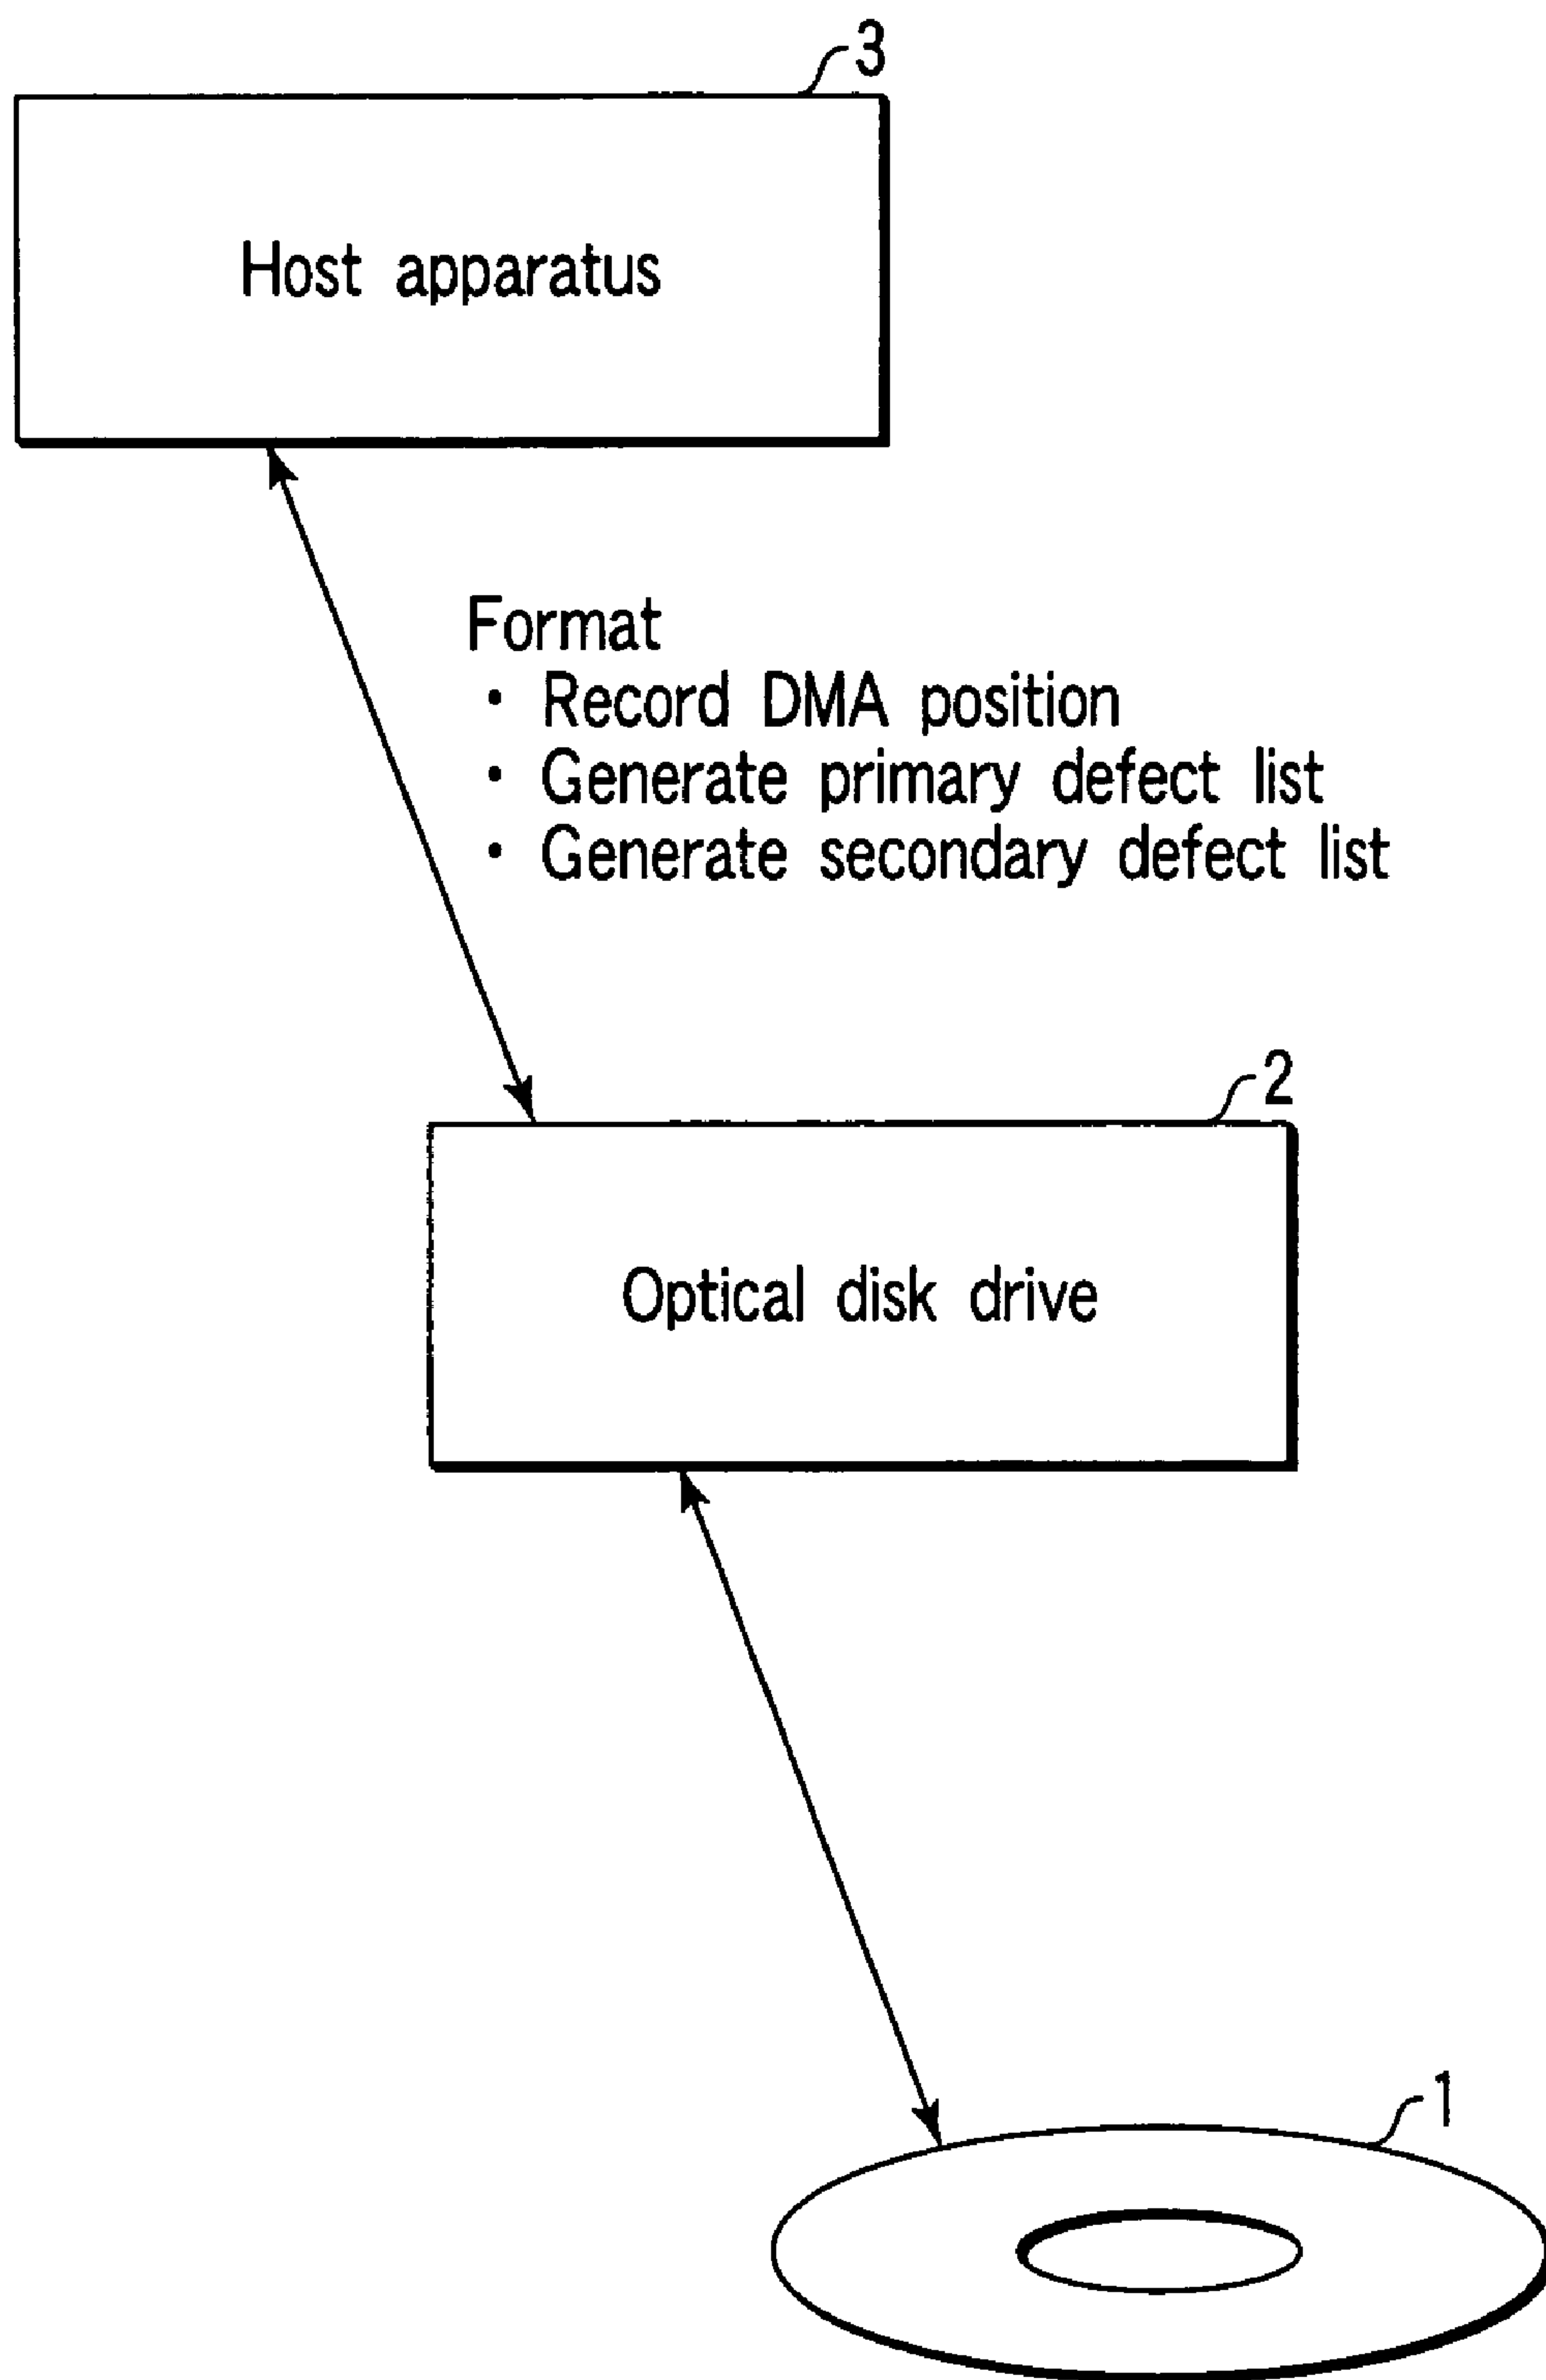 3
Host apparatus
Format
・ Record DMA position
・ Generate primary defect list
・ Generate secondary defect list
2
Optical disk drive
1